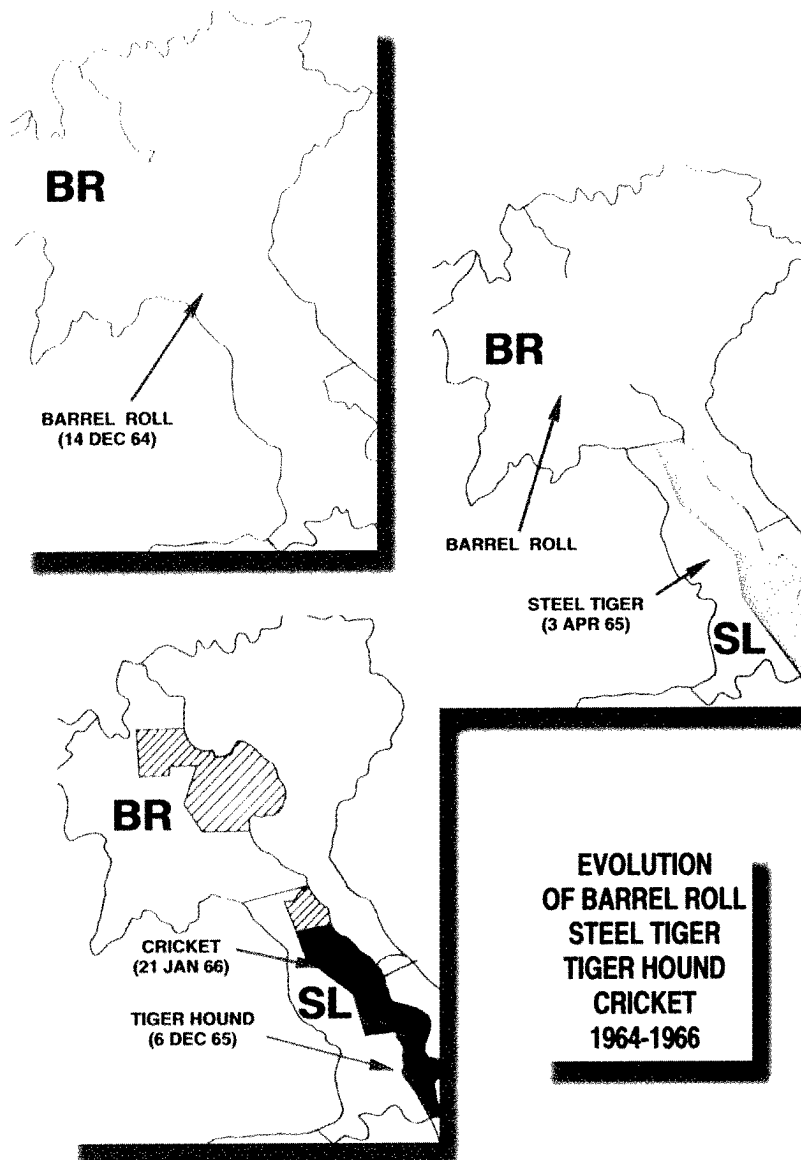 BR
BARREL ROLL
(14 DEC 64)
BR
BARREL ROLL
STEEL TIGER
(3 APR 65)
SL
BR
CRICKET
(21 JAN 66)
SL
TIGER HOUND
(6 DEC 65)
EVOLUTION
OF BARREL ROLL
STEEL TIGER
TIGER HOUND
CRICKET
1964-1966